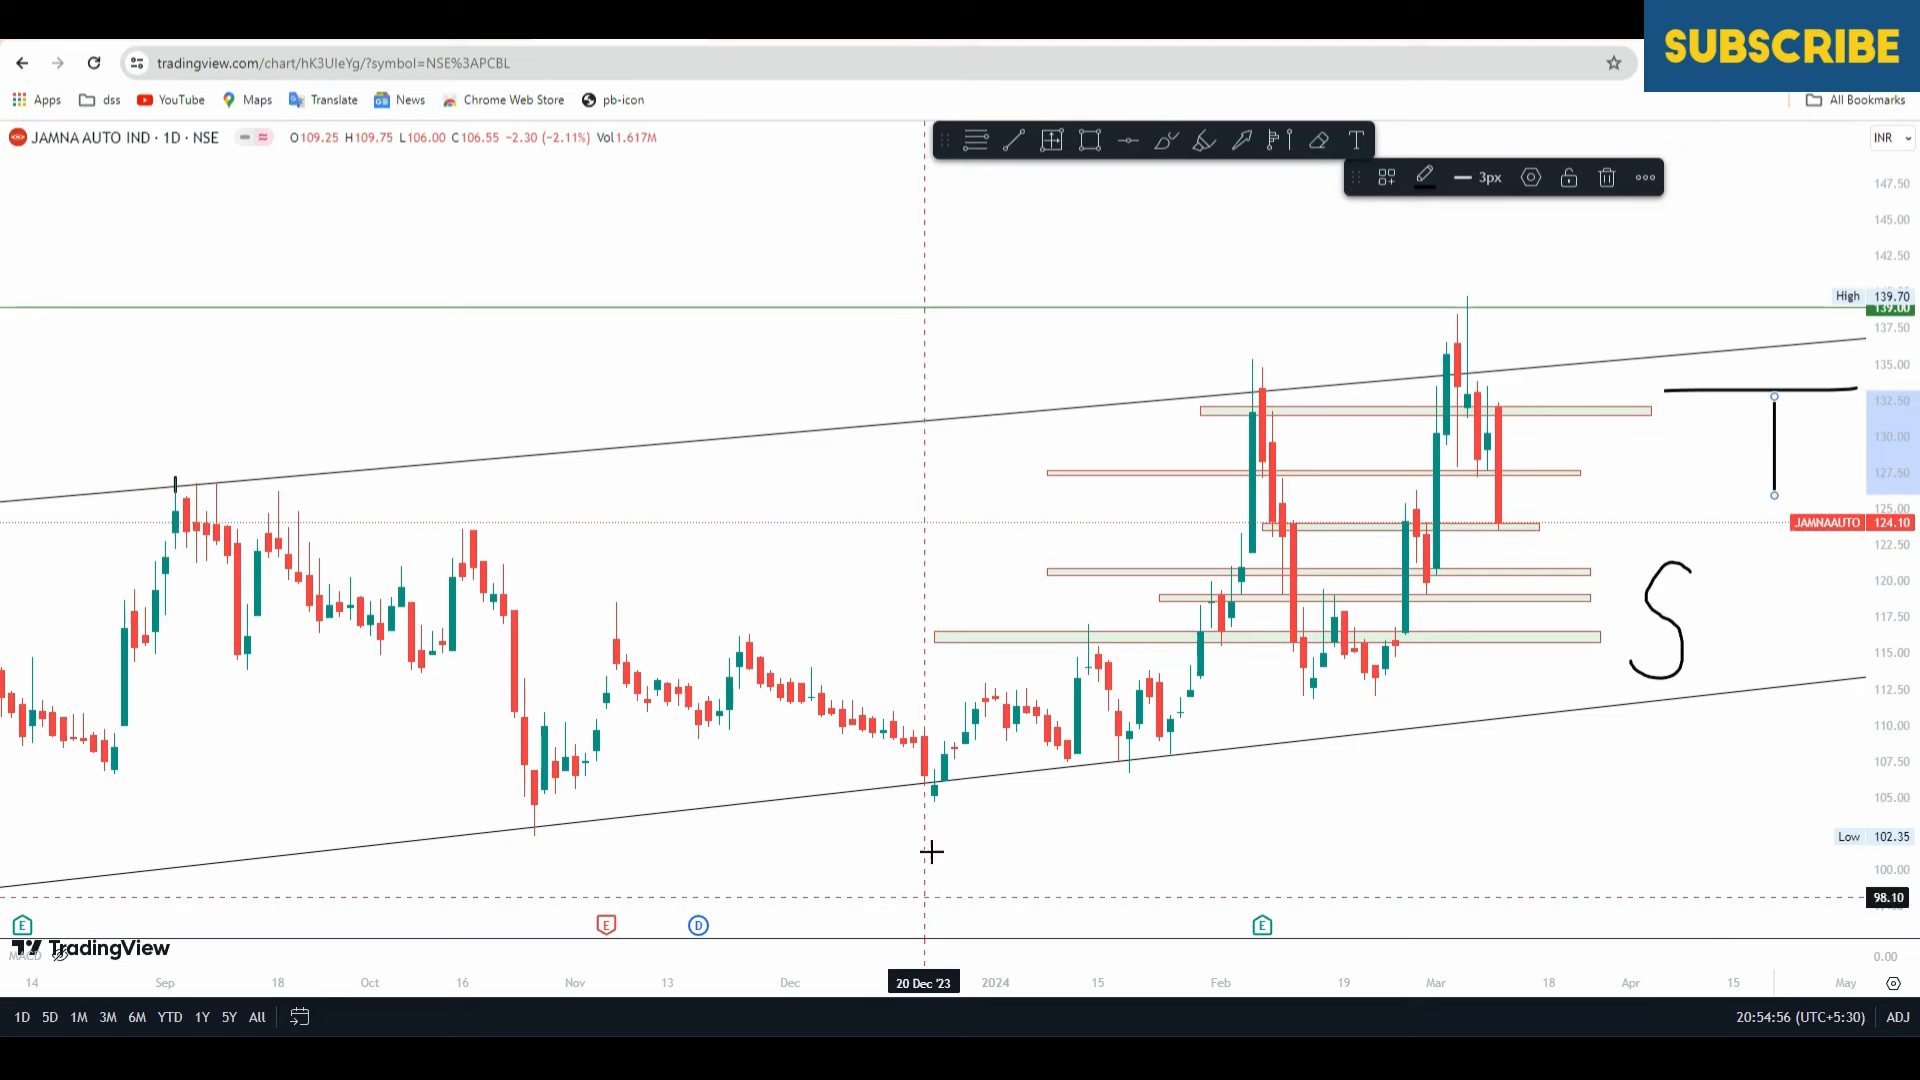 SUBSCRIBE
tradingview.com/chart/hK3UIeYg/?symbol=NSE%3APCBL
Apps dss YouTube Maps Translate News Chrome Web Store pb-icon All Bookmarks
JAMNA AUTO IND · 1D · NSE O109.25 H109.75 L106.00 C106.55 −2.30 (−2.11%) Vol1.617M
INR
3px
147.50
145.00
142.50
High 139.70
139.00
137.50
135.00
132.50
130.00
127.50
125.00
JAMNAAUTO 124.10
122.50
120.00
117.50
115.00
112.50
110.00
107.50
105.00
Low 102.35
100.00
98.10
T
S
E E D E
TradingView
MACD 0.00
14 Sep 18 Oct 16 Nov 13 Dec 20 Dec '23 2024 15 Feb 19 Mar 18 Apr 15 May
1D 5D 1M 3M 6M YTD 1Y 5Y All 20:54:56 (UTC+5:30) ADJ